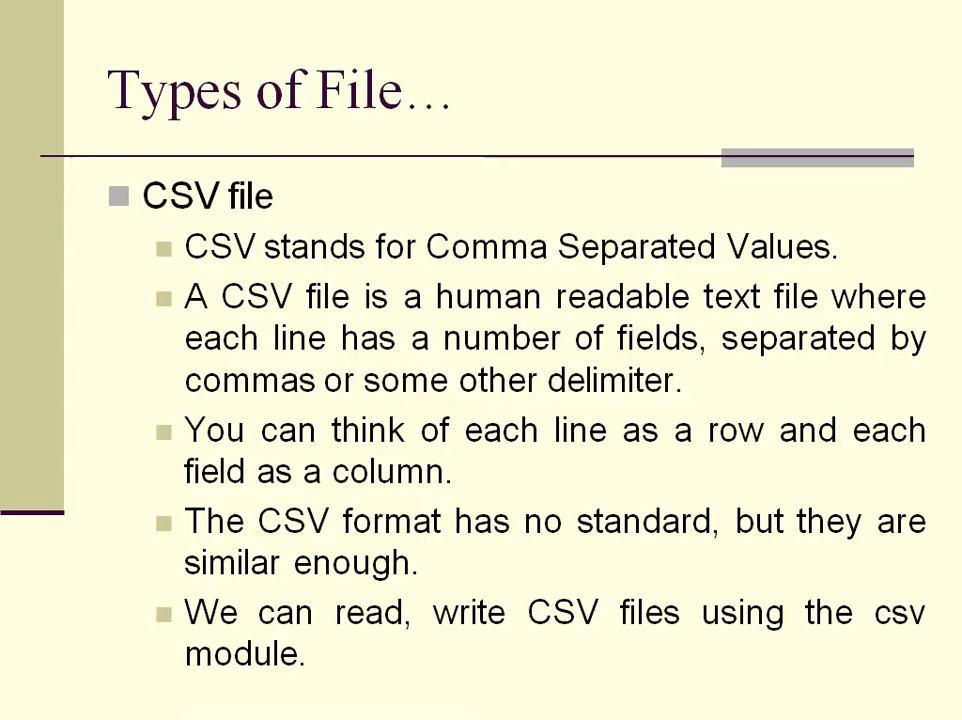 Types of File…
CSV file
CSV stands for Comma Separated Values.
A CSV file is a human readable text file where
each line has a number of fields, separated by
commas or some other delimiter.
You can think of each line as a row and each
field as a column.
The CSV format has no standard, but they are
similar enough.
We can read, write CSV files using the csv
module.